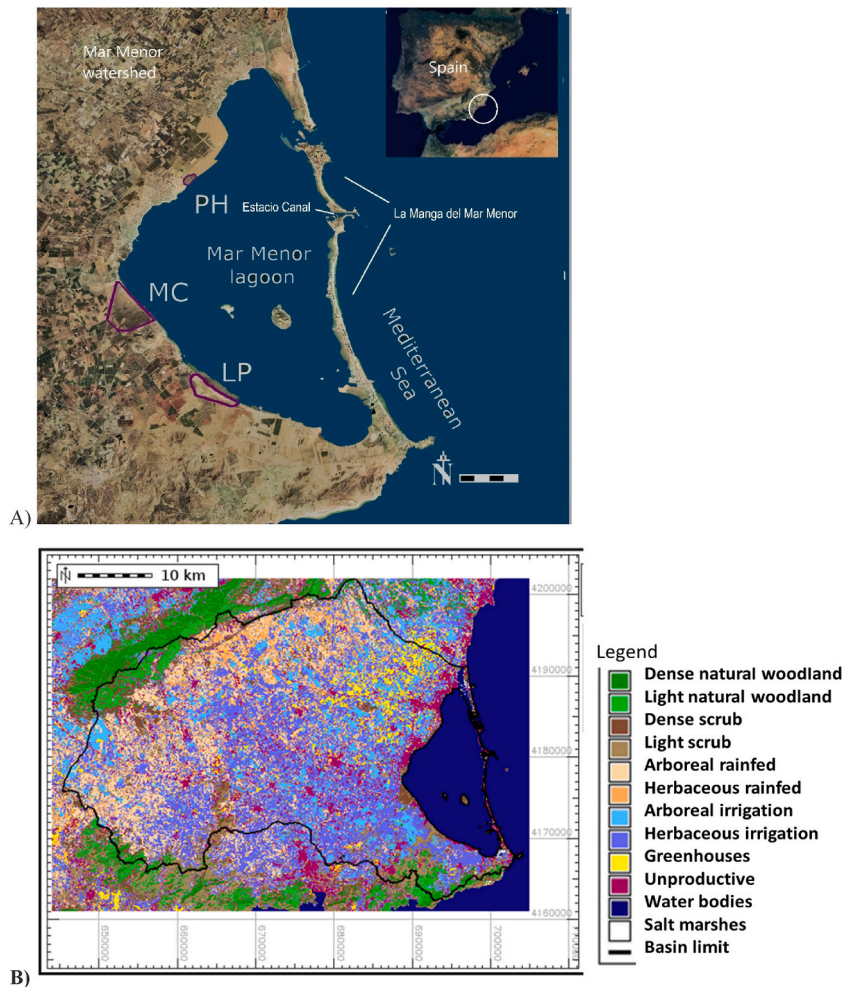 Mar Menor
watershed
Spain
PH
Estacio Canal
La Manga del Mar Menor
Mar Menor
lagoon
MC
LP
Mediterranean
Sea
N
A)
N
10 km
4200000
4190000
4180000
4170000
4160000
650000
660000
670000
680000
690000
700000
Legend
Dense natural woodland
Light natural woodland
Dense scrub
Light scrub
Arboreal rainfed
Herbaceous rainfed
Arboreal irrigation
Herbaceous irrigation
Greenhouses
Unproductive
Water bodies
Salt marshes
Basin limit
B)